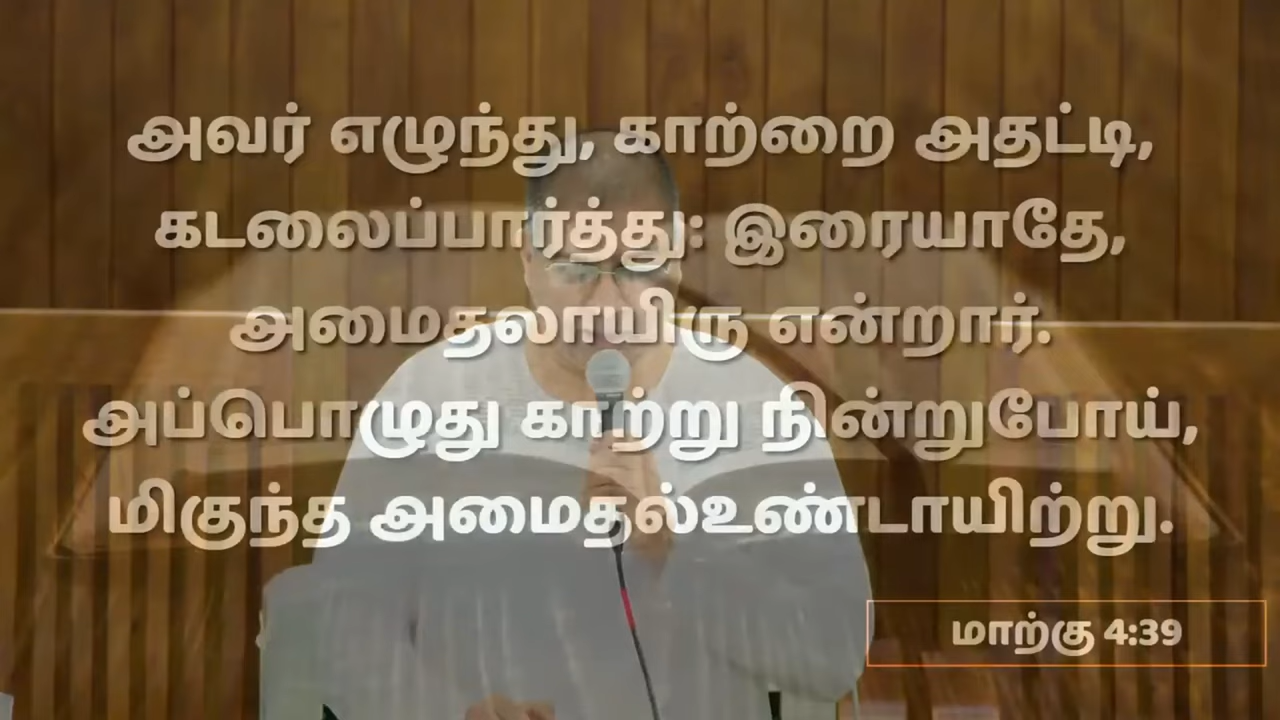 அவர் எழுந்து, காற்றை அதட்டி,
கடலைப்பார்த்து: இரையாதே,
அமைதலாயிரு என்றார்.
அப்பொழுது காற்று நின்றுபோய்,
மிகுந்த அமைதல்உண்டாயிற்று.
மாற்கு 4:39